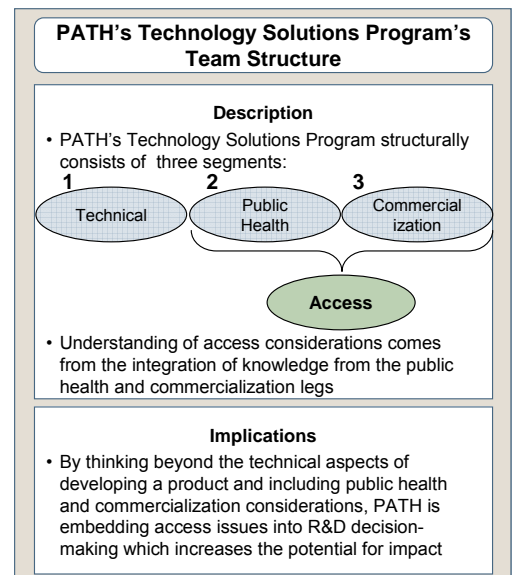 PATH's Technology Solutions Program's
Team Structure
Description
• PATH's Technology Solutions Program structurally
consists of three segments:
1 2 3
Technical
Public
Health
Commercial
ization
Access
• Understanding of access considerations comes
from the integration of knowledge from the public
health and commercialization legs
Implications
• By thinking beyond the technical aspects of
developing a product and including public health
and commercialization considerations, PATH is
embedding access issues into R&D decision-
making which increases the potential for impact